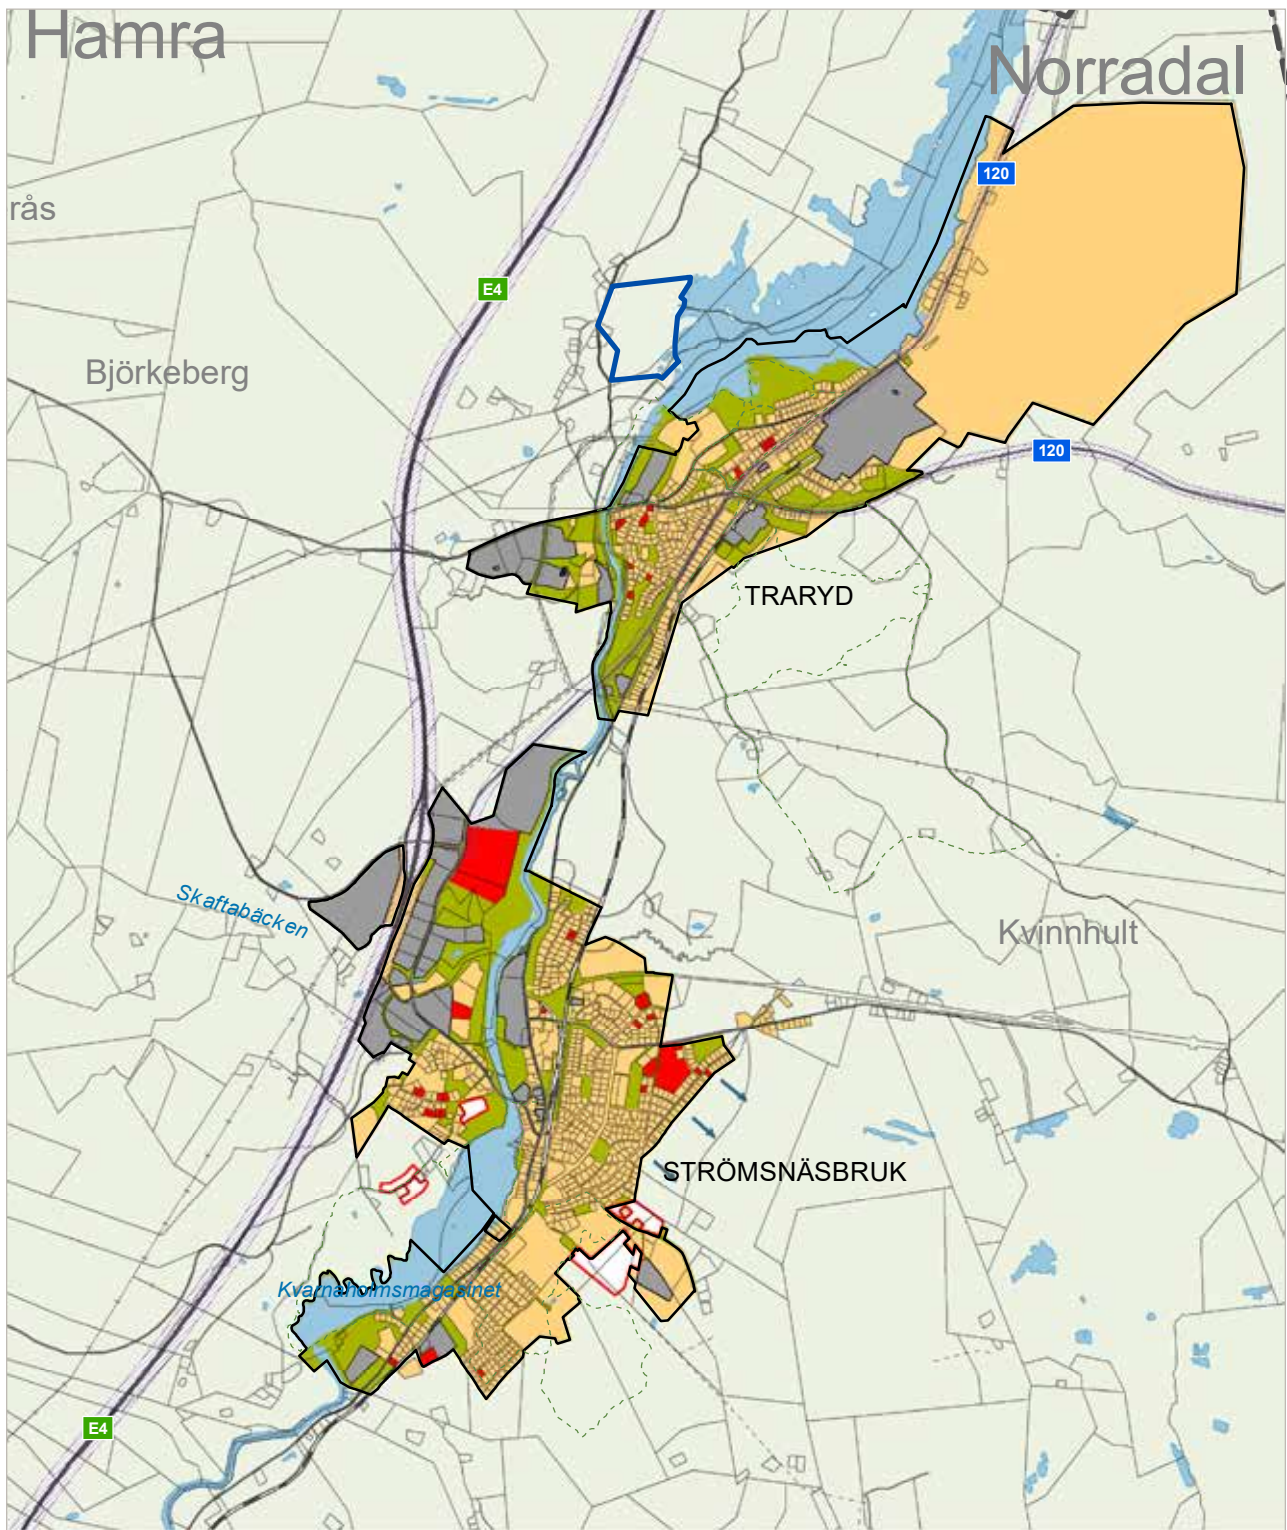 Hamra
Norradal
120
rås
E4
Björkeberg
120
TRARYD
Skaftabäcken
Kvinnhult
STRÖMSNÄSBRUK
Kvarnaholmsmagasinet
E4